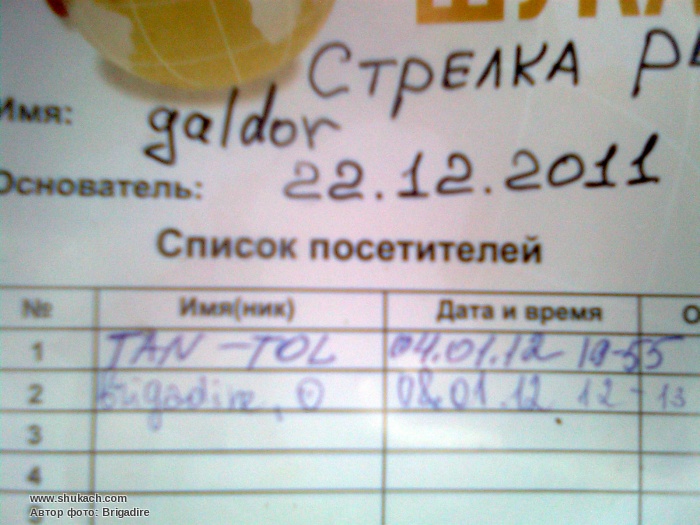 ШУКА
Имя: СТРЕЛКА
galdor
Основатель: 22.12.2011
Список посетителей
№ Имя(ник) Дата и время О
1 TAN-TOL 04.01.12 19-55
2 brigadire, 08.01.12 12-13
3
4
www.shukach.com
Автор фото: Brigadire